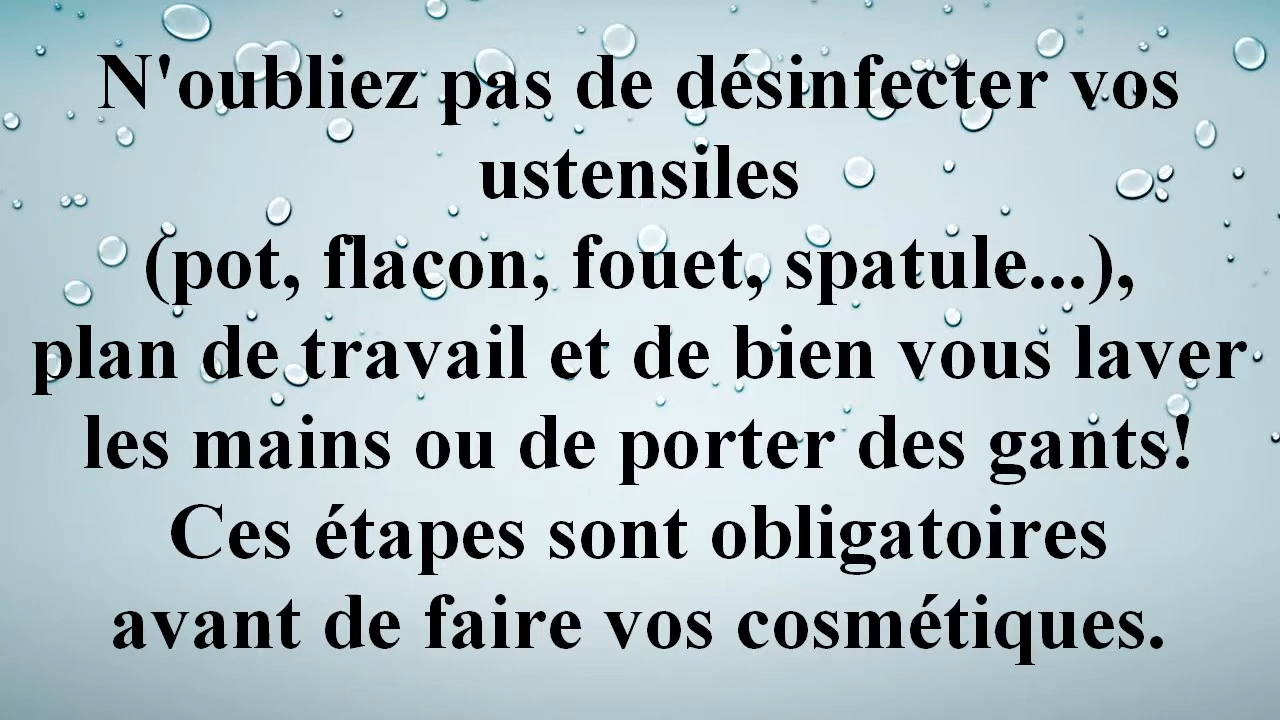 N'oubliez pas de désinfecter vos
ustensiles
(pot, flacon, fouet, spatule...),
plan de travail et de bien vous laver
les mains ou de porter des gants!
Ces étapes sont obligatoires
avant de faire vos cosmétiques.